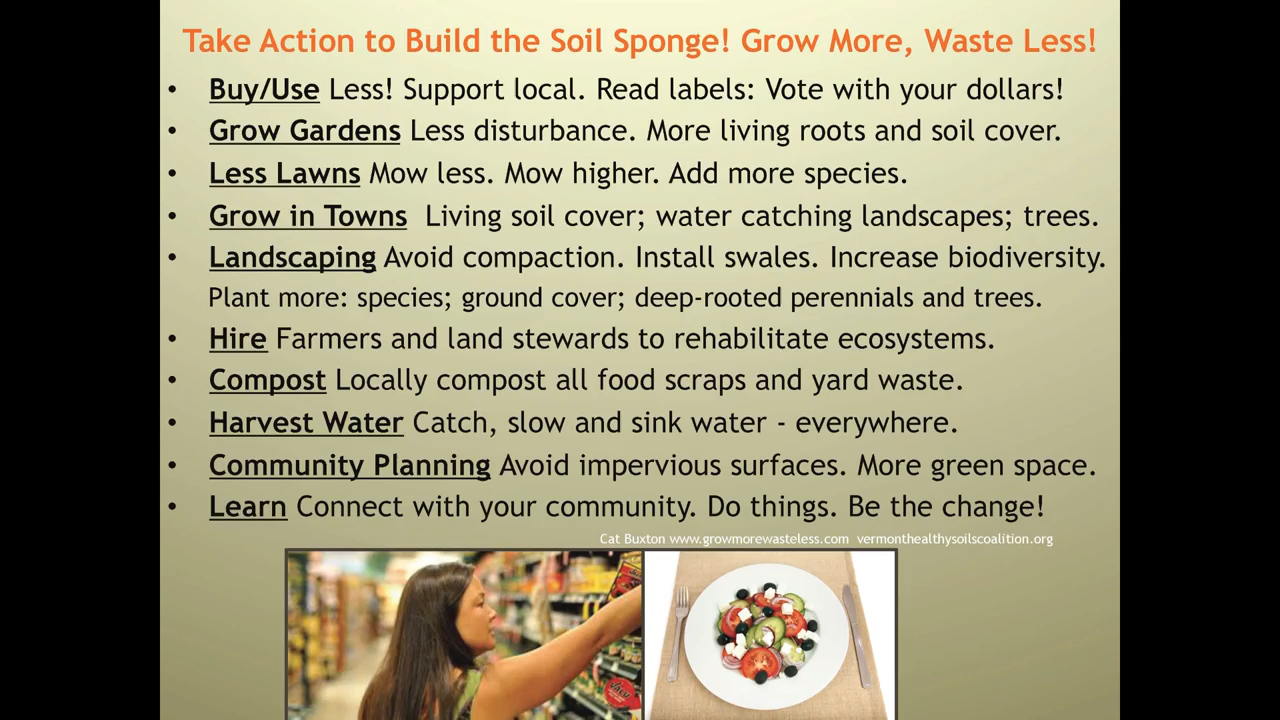 Take Action to Build the Soil Sponge! Grow More, Waste Less!
• Buy/Use Less! Support local. Read labels: Vote with your dollars!
• Grow Gardens Less disturbance. More living roots and soil cover.
• Less Lawns Mow less. Mow higher. Add more species.
• Grow in Towns Living soil cover; water catching landscapes; trees.
• Landscaping Avoid compaction. Install swales. Increase biodiversity.
Plant more: species; ground cover; deep-rooted perennials and trees.
• Hire Farmers and land stewards to rehabilitate ecosystems.
• Compost Locally compost all food scraps and yard waste.
• Harvest Water Catch, slow and sink water - everywhere.
• Community Planning Avoid impervious surfaces. More green space.
• Learn Connect with your community. Do things. Be the change!
Cat Buxton www.growmorewasteless.com vermonthealthysoilscoalition.org